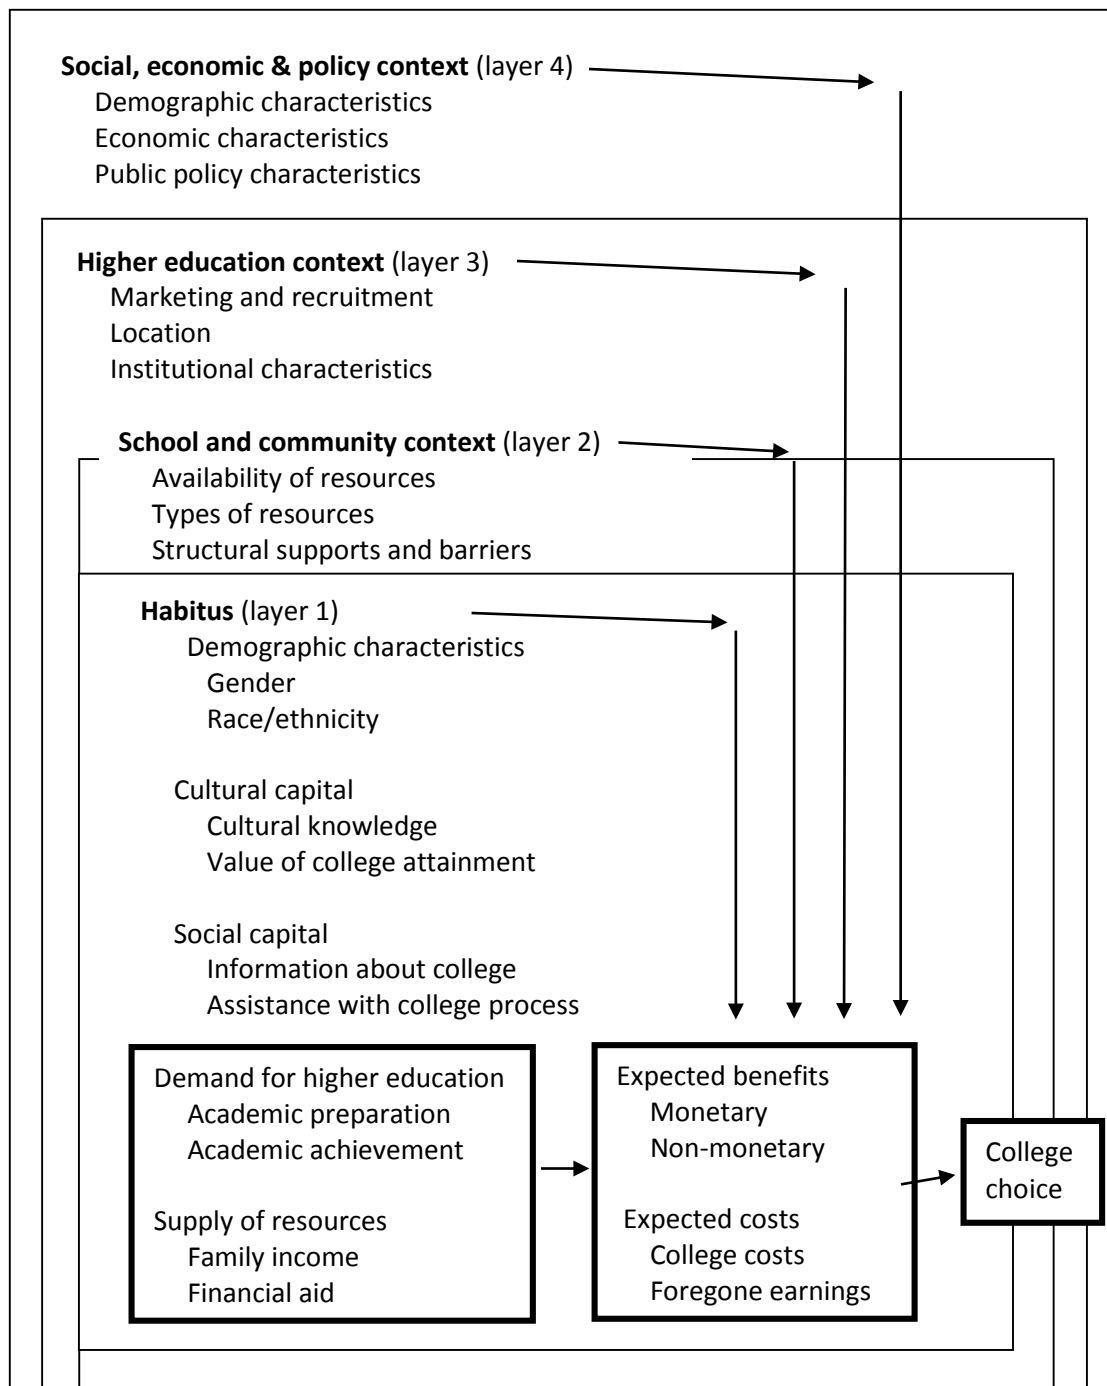 Social, economic & policy context (layer 4)
Demographic characteristics
Economic characteristics
Public policy characteristics
Higher education context (layer 3)
Marketing and recruitment
Location
Institutional characteristics
School and community context (layer 2)
Availability of resources
Types of resources
Structural supports and barriers
Habitus (layer 1)
Demographic characteristics
Gender
Race/ethnicity
Cultural capital
Cultural knowledge
Value of college attainment
Social capital
Information about college
Assistance with college process
Demand for higher education
Academic preparation
Academic achievement
Supply of resources
Family income
Financial aid
Expected benefits
Monetary
Non-monetary
Expected costs
College costs
Foregone earnings
College
choice